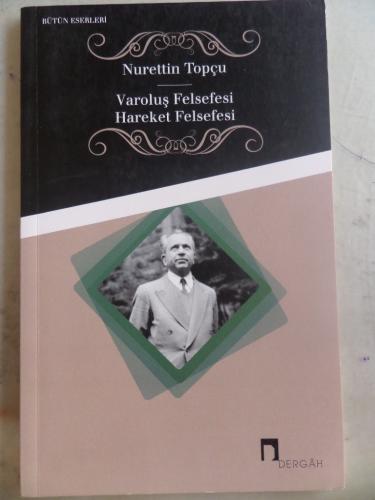 BÜTÜN ESERLERİ
Nurettin Topçu
Varoluş Felsefesi
Hareket Felsefesi
DERGÂH